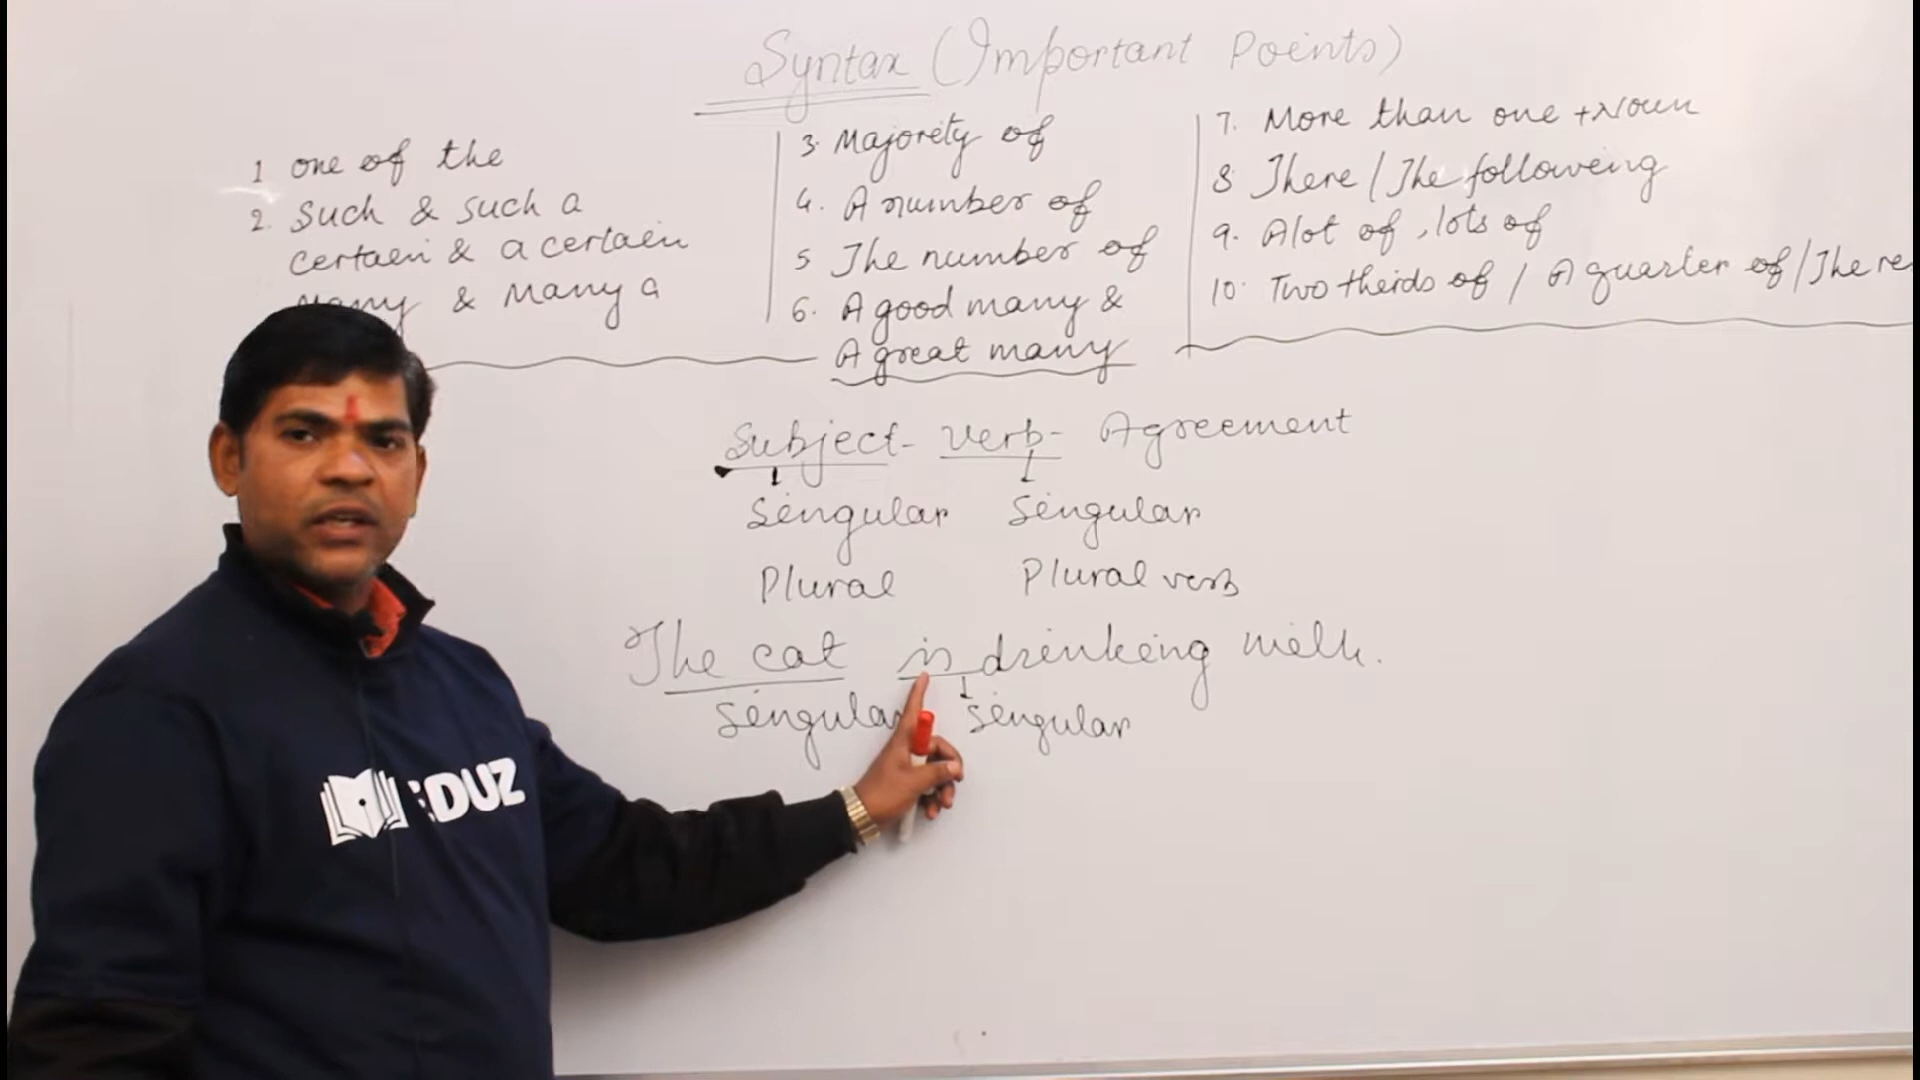 Syntax (Important Points)
1 one of the
2. Such & such a
certain & a certain
Many & Many a
3. Majority of
4. A number of
5 The number of
6. A good many &
A great many
7. More than one + Noun
8 There / The following
9. A lot of, lots of
10. Two thirds of / A quarter of / The re
Subject - Verb - Agreement
Singular Singular
Plural Plural verb
The cat is drinking milk.
Singular Singular
EDUZ